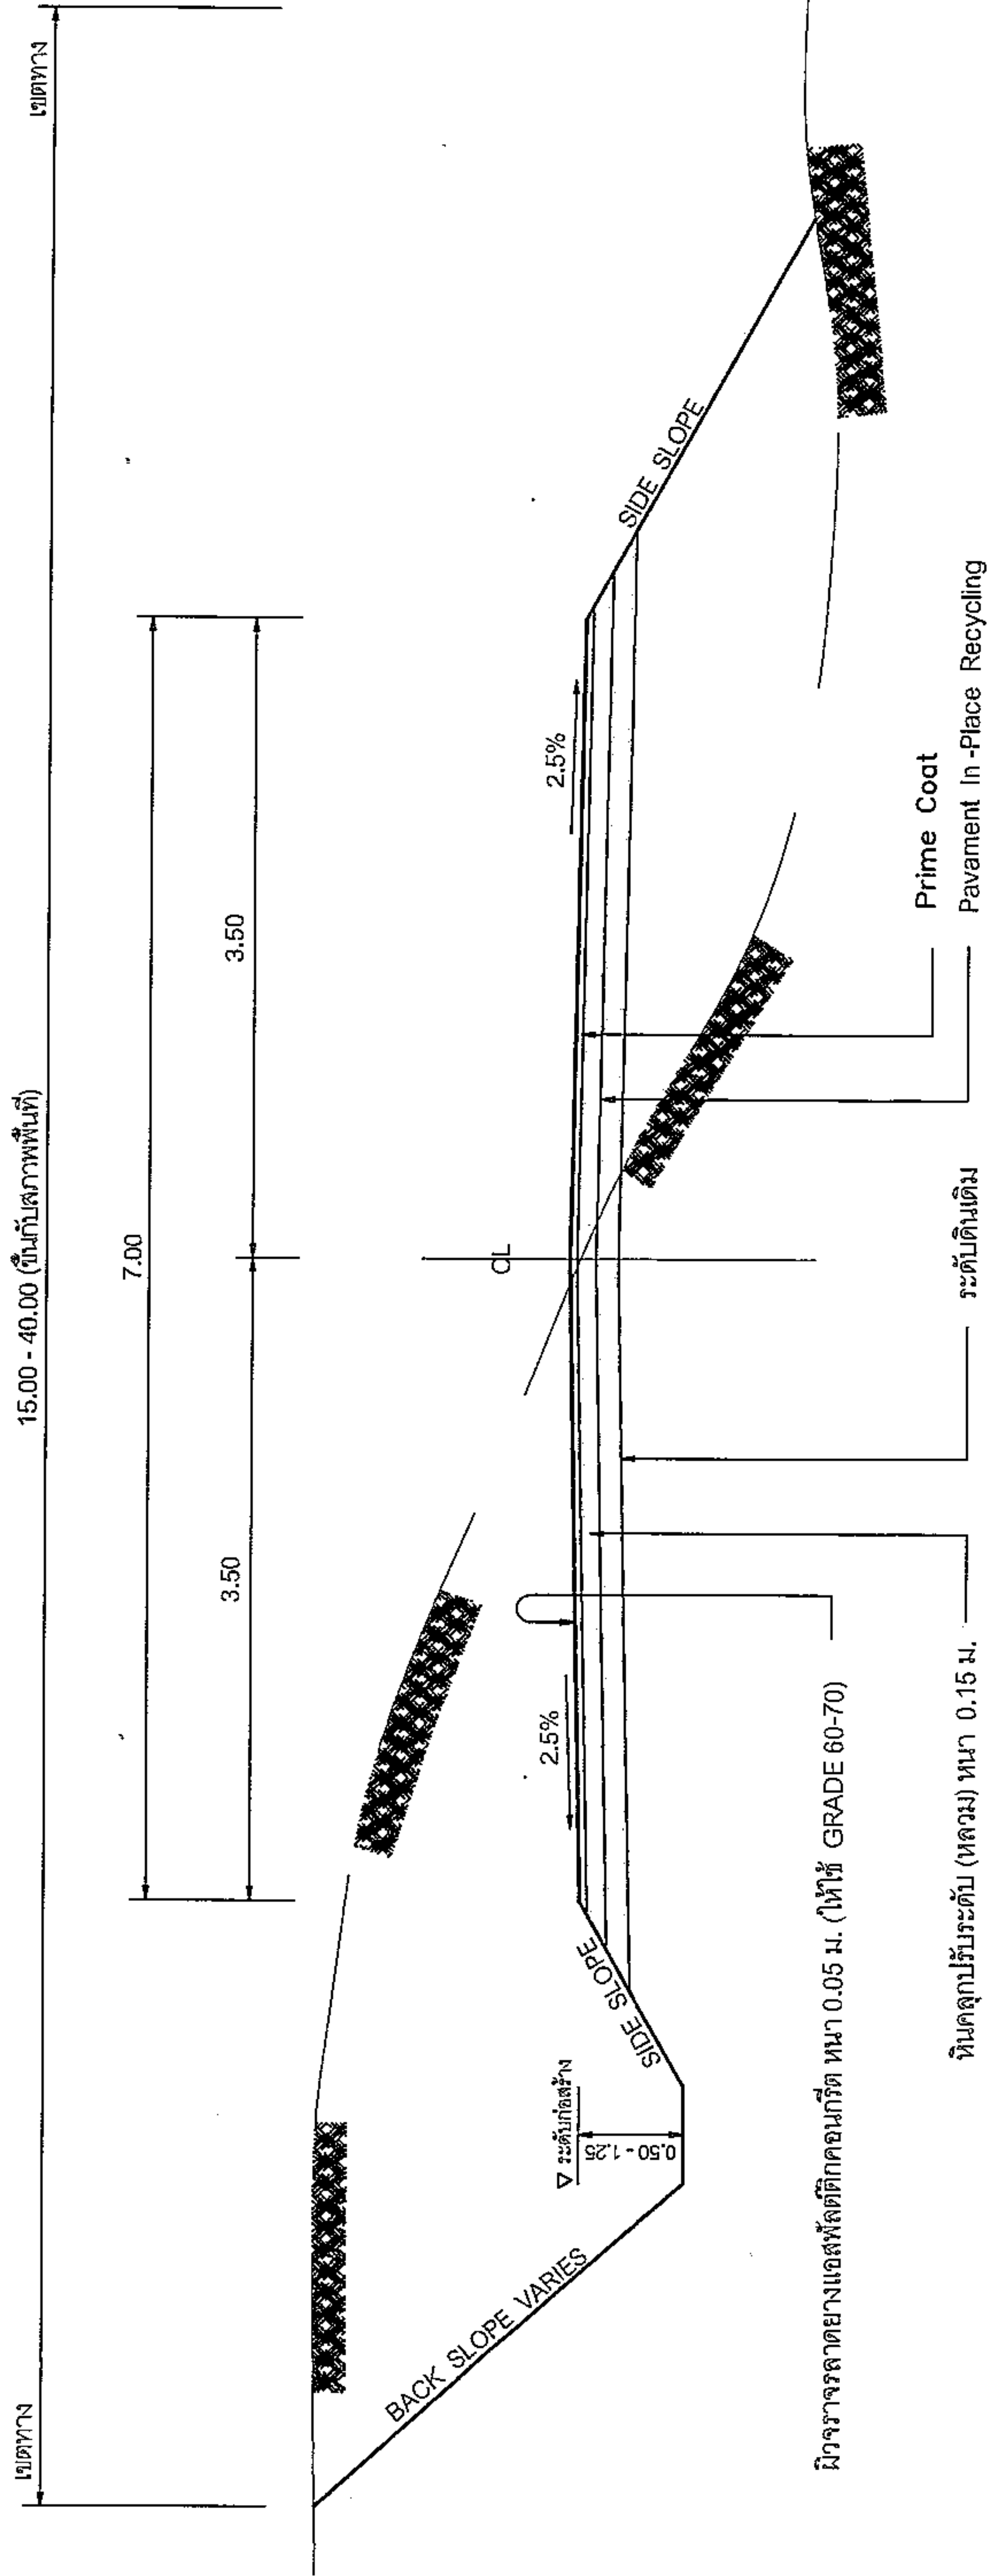 เขตทาง
15.00 - 40.00 (ขึ้นกับสภาพพื้นที่)
เขตทาง
7.00
3.50
3.50
CL
2.5%
2.5%
BACK SLOPE VARIES
▽ ระดับก่อสร้าง
0.50 - 1.25
SIDE SLOPE
SIDE SLOPE
ผิวจราจรลาดยางแอสฟัลต์ติกคอนกรีต หนา 0.05 ม. (ให้ใช้ GRADE 60-70)
Prime Coat
หินคลุกปรับระดับ (หลวม) หนา 0.15 ม.
ระดับดินเดิม
Pavament In -Place Recycling